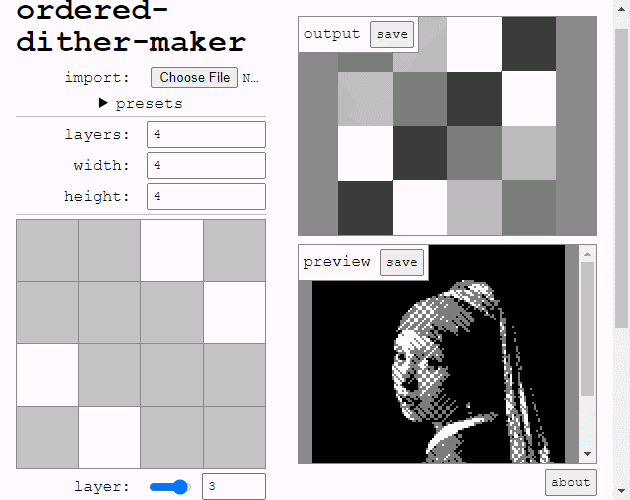 ordered-
dither-maker
import: Choose File N…
▶ presets
layers: 4
width: 4
height: 4
layer: 3
output save
preview save
about